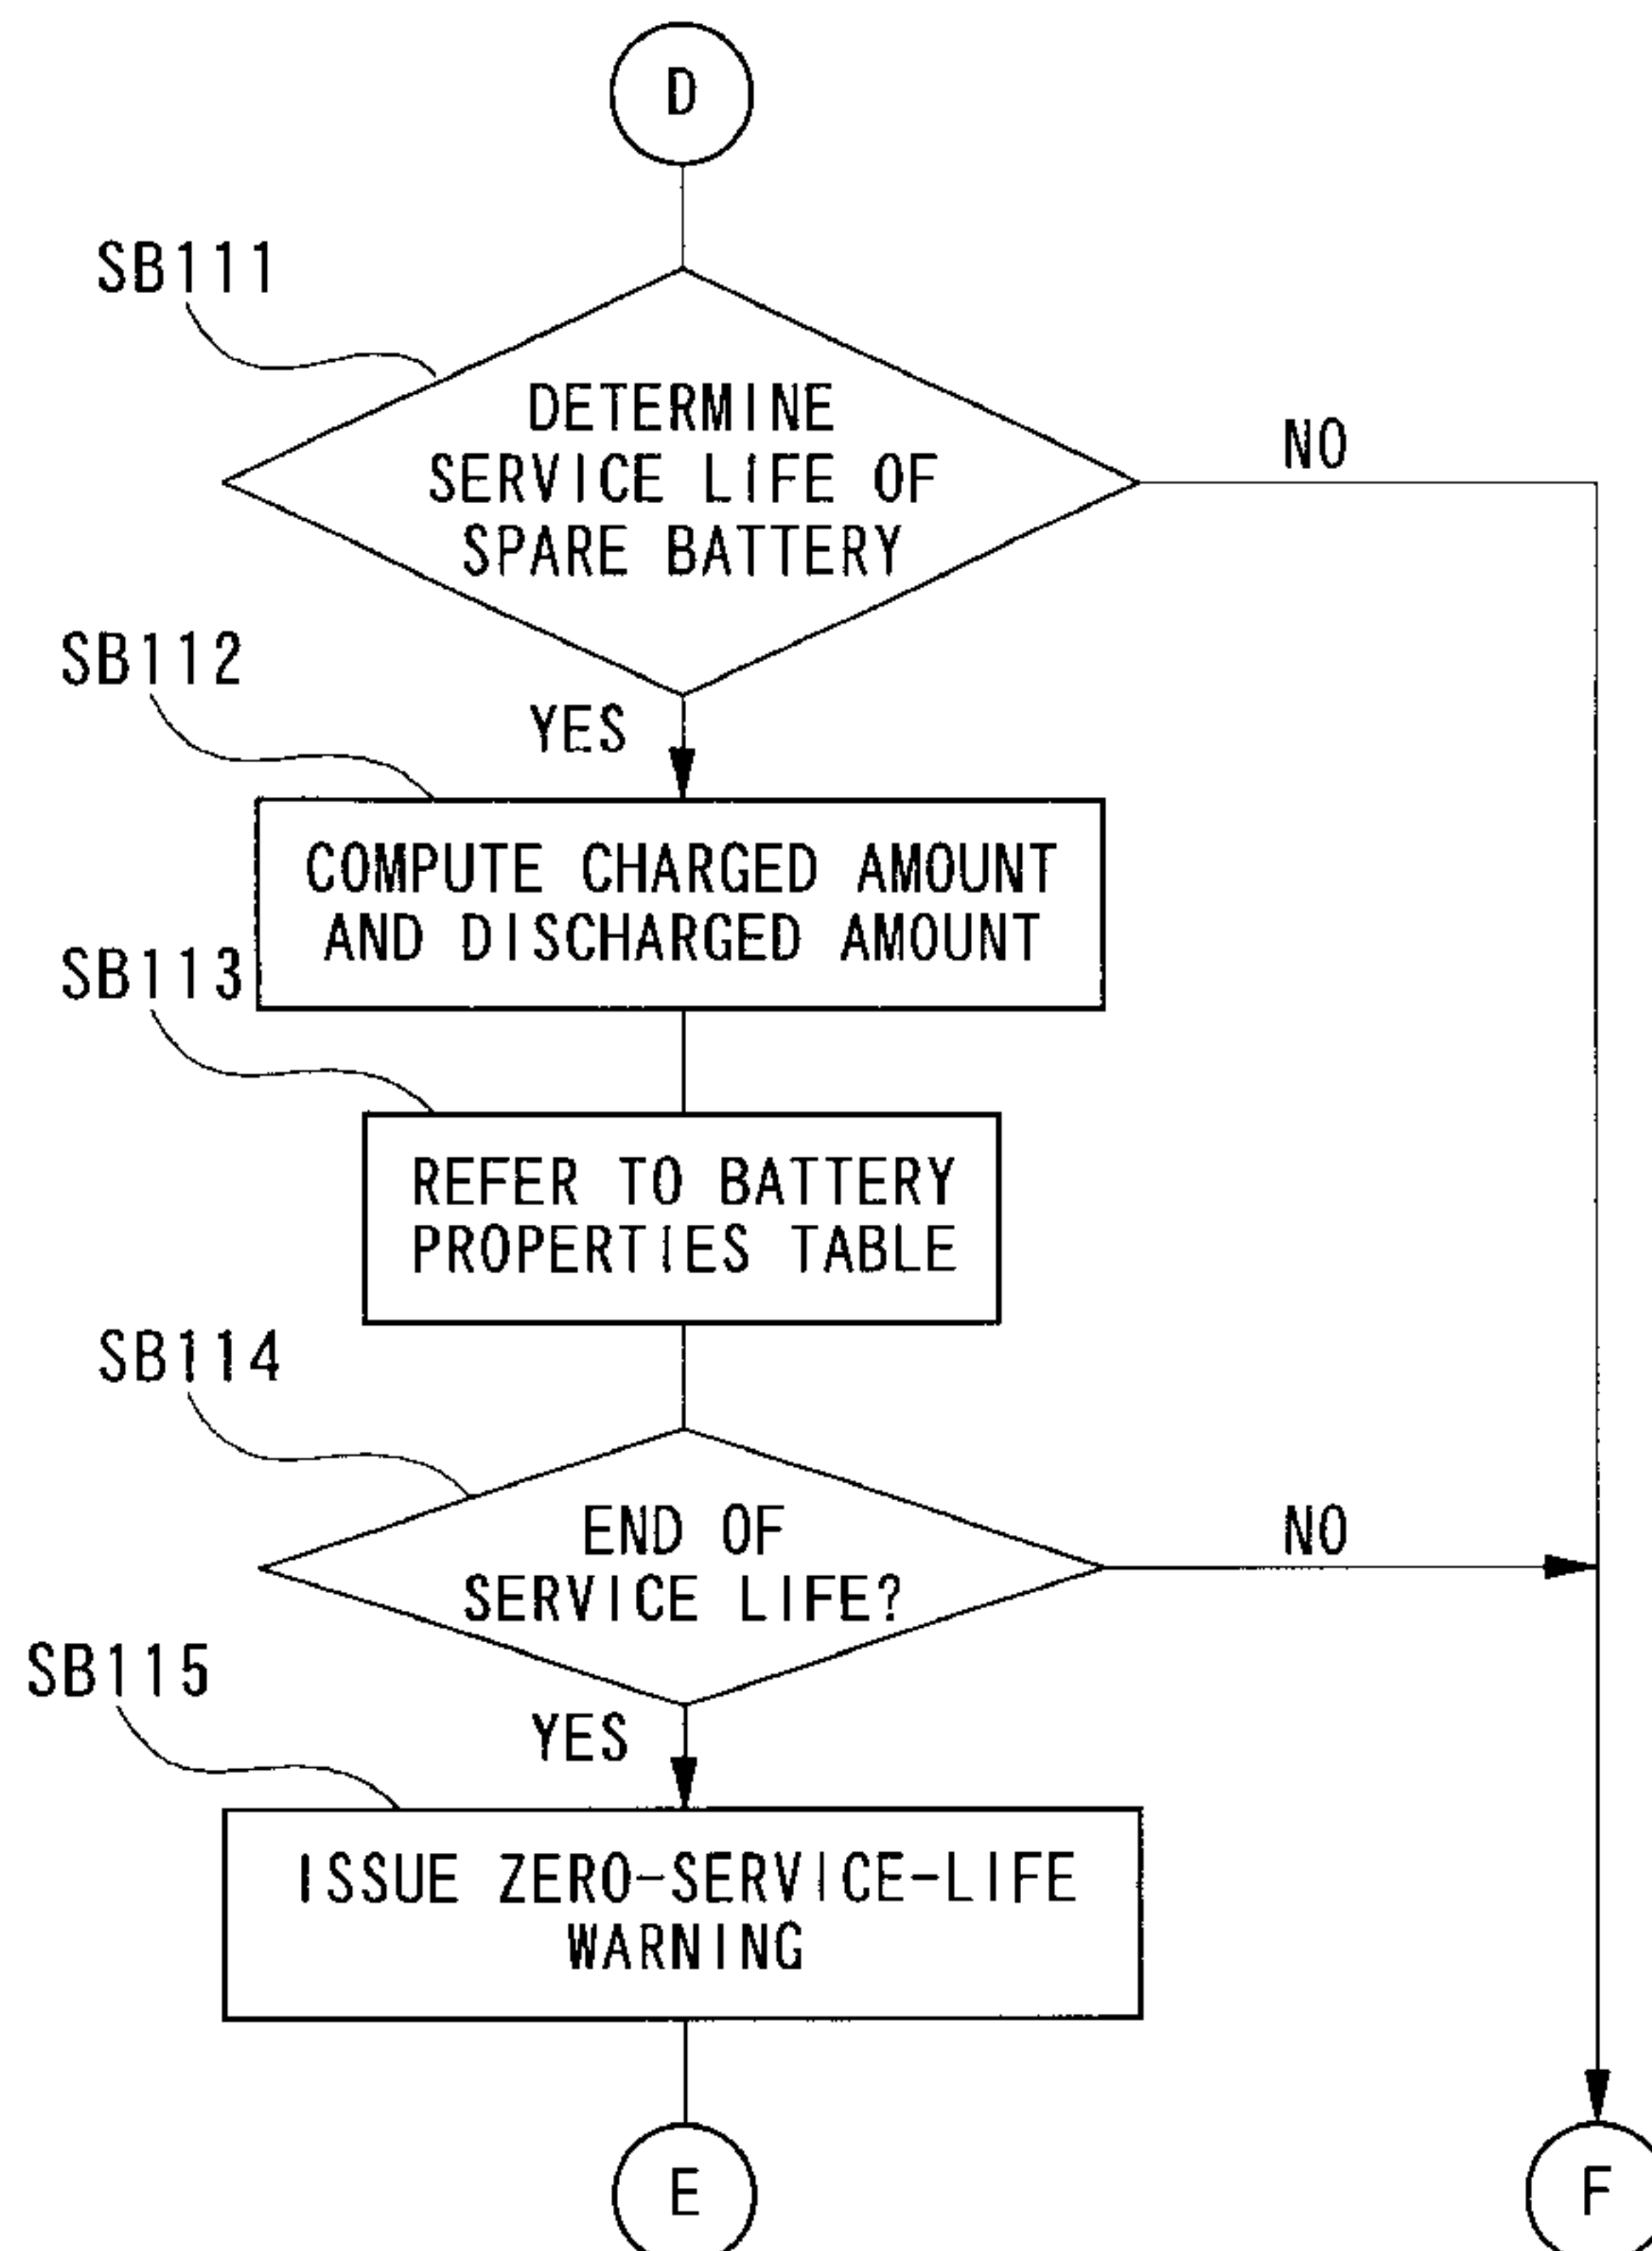 D
SB111
DETERMINE
SERVICE LIFE OF
SPARE BATTERY
NO
SB112
YES
COMPUTE CHARGED AMOUNT
AND DISCHARGED AMOUNT
SB113
REFER TO BATTERY
PROPERTIES TABLE
SB114
END OF
SERVICE LIFE?
NO
SB115
YES
ISSUE ZERO-SERVICE-LIFE
WARNING
E
F